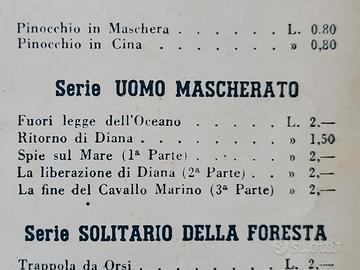 Pinocchio in Maschera . . . . . . L. 0.80
Pinocchio in Cina . . . . . . . » 0,80
Serie UOMO MASCHERATO
Fuori legge dell'Oceano . . . . . L. 2.—
Ritorno di Diana . . . . . . . » 1,50
Spie sul Mare (1ª Parte) . . . . » 2,—
La liberazione di Diana (2ª Parte) . . » 2,—
La fine del Cavallo Marino (3ª Parte) » 2,—
Serie SOLITARIO DELLA FORESTA
Trappola da Orsi . . . . . . . L. 2.—
subito